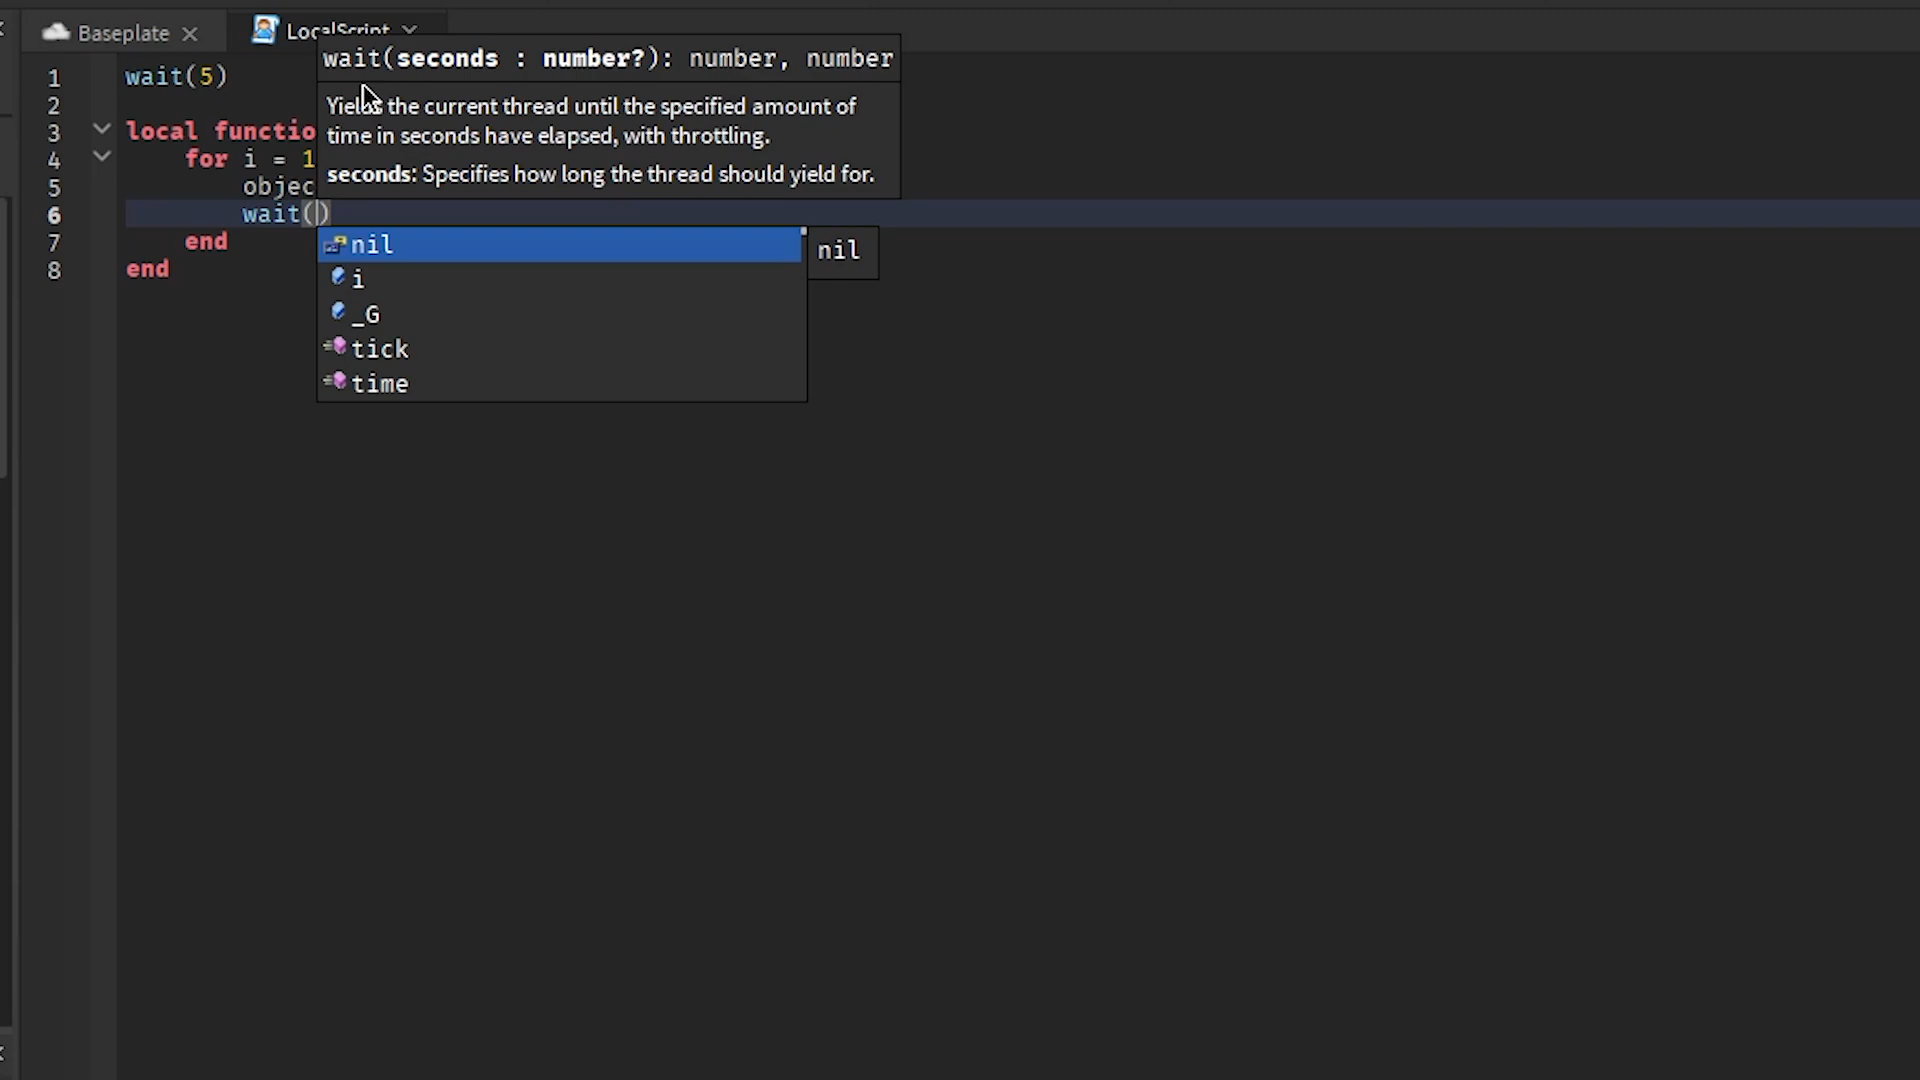 Baseplate
LocalScript
wait(seconds : number?): number, number
1 wait(5)
Yields the current thread until the specified amount of
2
time in seconds have elapsed, with throttling.
3 local functio
4 for i = 1
seconds: Specifies how long the thread should yield for.
5 objec
6 wait()
7 end
nil
nil
8 end
i
_G
tick
time